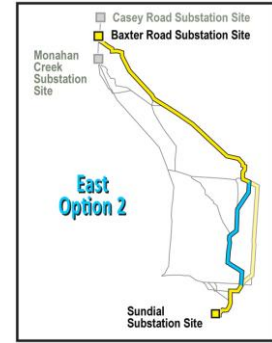 Casey Road Substation Site
Baxter Road Substation Site
Monahan
Creek
Substation
Site
East
Option 2
Sundial
Substation Site